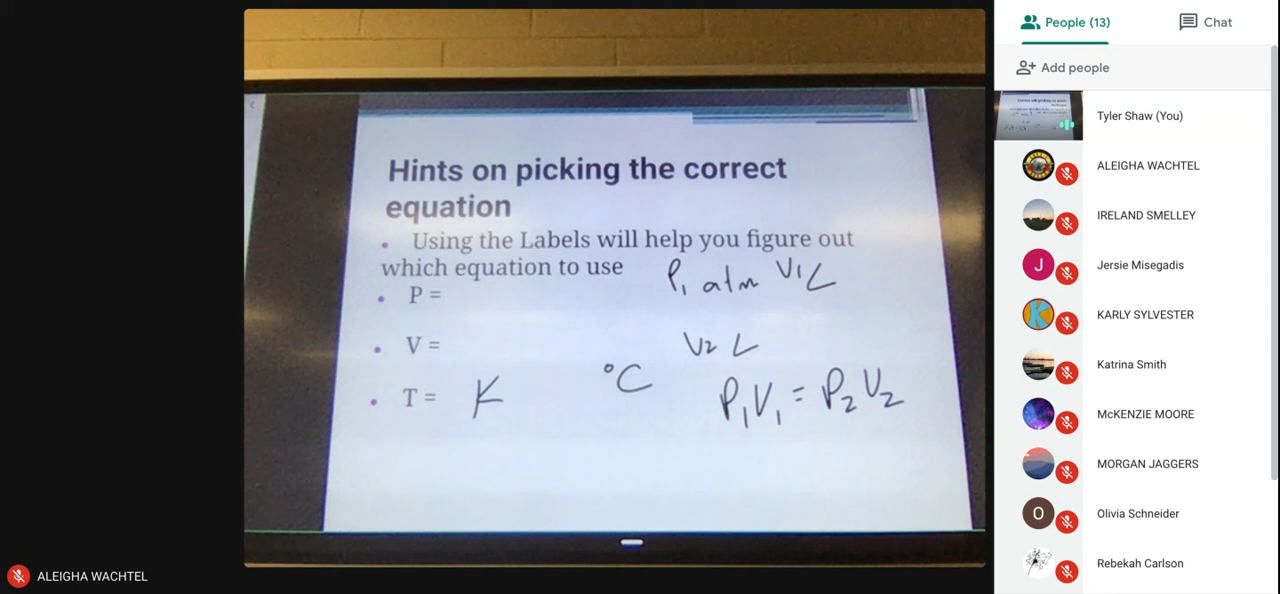 Hints on picking the correct
equation
• Using the Labels will help you figure out
which equation to use
P₁ atm V₁ L
• P =
• V =
V₂ L
• T = K
°C
P₁V₁ = P₂V₂
ALEIGHA WACHTEL
People (13)
Chat
Add people
Tyler Shaw (You)
ALEIGHA WACHTEL
IRELAND SMELLEY
J
Jersie Misegadis
K
KARLY SYLVESTER
Katrina Smith
McKENZIE MOORE
MORGAN JAGGERS
O
Olivia Schneider
Rebekah Carlson